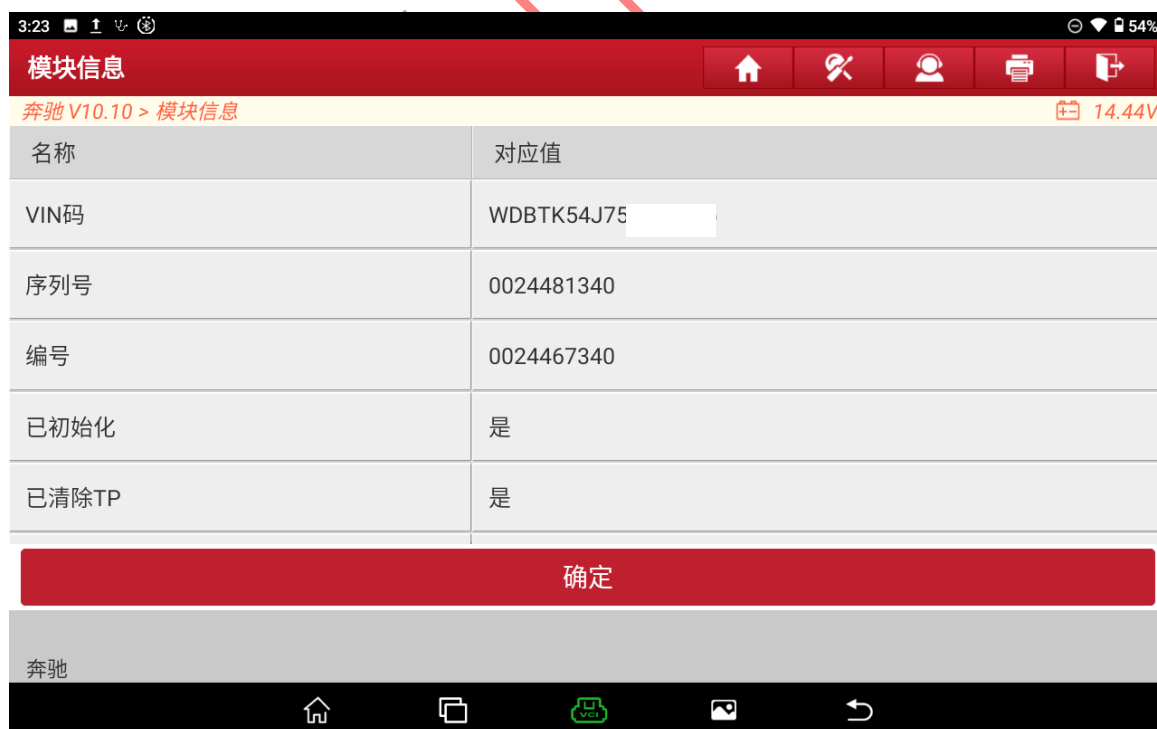 3:23 54%
模块信息
奔驰 V10.10 > 模块信息 14.44V
名称 对应值
VIN码 WDBTK54J75
序列号 0024481340
编号 0024467340
已初始化 是
已清除TP 是
确定
奔驰
VCI